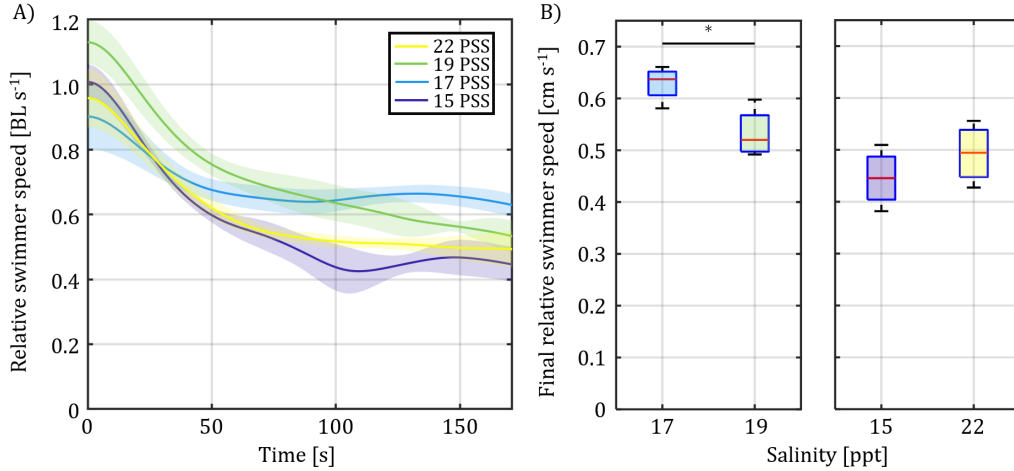 A)
Relative swimmer speed [BL s⁻¹]
1.2
1.0
0.8
0.6
0.4
0.2
0
0
50
100
150
Time [s]
22 PSS
19 PSS
17 PSS
15 PSS
B)
Final relative swimmer speed [cm s⁻¹]
0.7
0.6
0.5
0.4
0.3
0.2
0.1
0
*
17
19
15
22
Salinity [ppt]